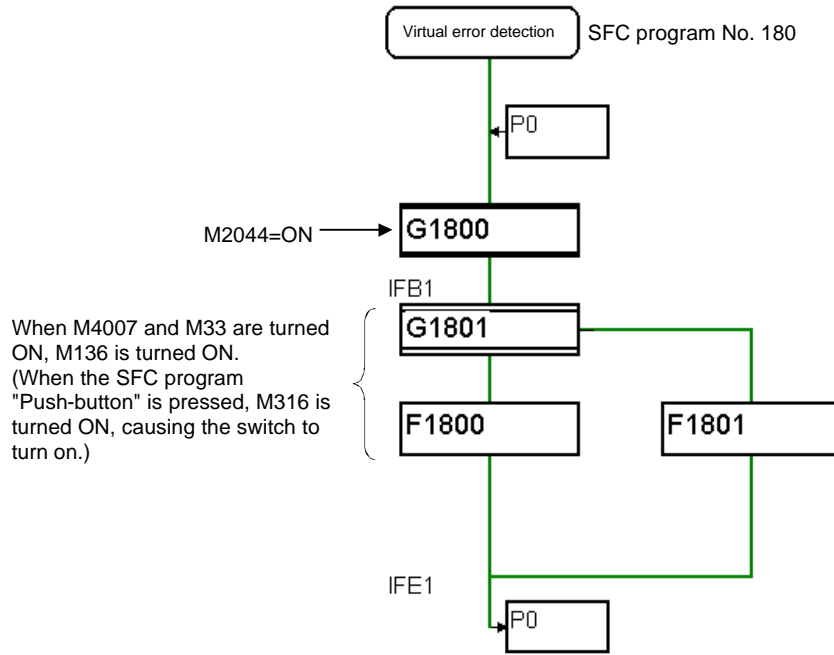 Virtual error detection
SFC program No. 180
P0
M2044=ON
G1800
IFB1
G1801
When M4007 and M33 are turned
ON, M136 is turned ON.
(When the SFC program
"Push-button" is pressed, M316 is
turned ON, causing the switch to
turn on.)
F1800
F1801
IFE1
P0